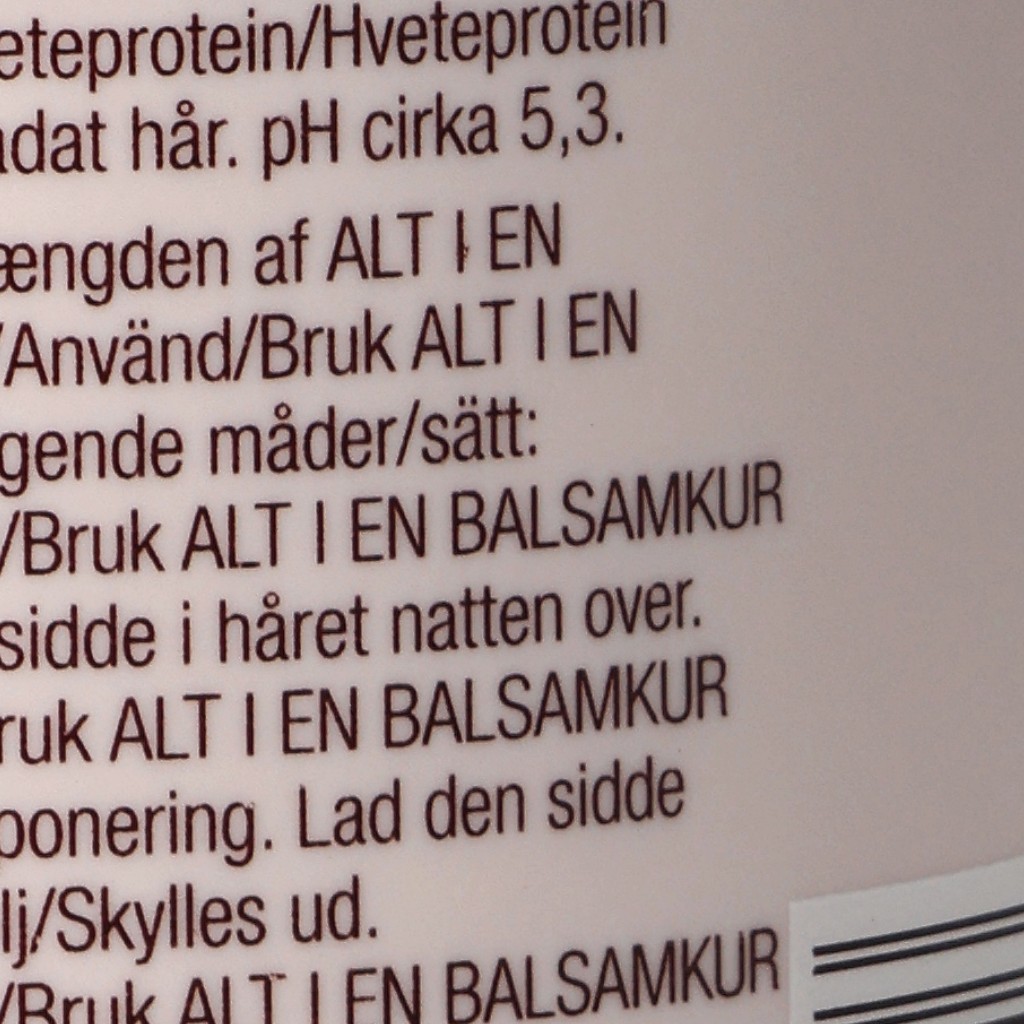 eteprotein/Hveteprotein
adat hår. pH cirka 5,3.
ængden af ALT I EN
/Använd/Bruk ALT I EN
gende måder/sätt:
/Bruk ALT I EN BALSAMKUR
sidde i håret natten over.
ruk ALT I EN BALSAMKUR
ponering. Lad den sidde
lj/Skylles ud.
/Bruk ALT I EN BALSAMKUR